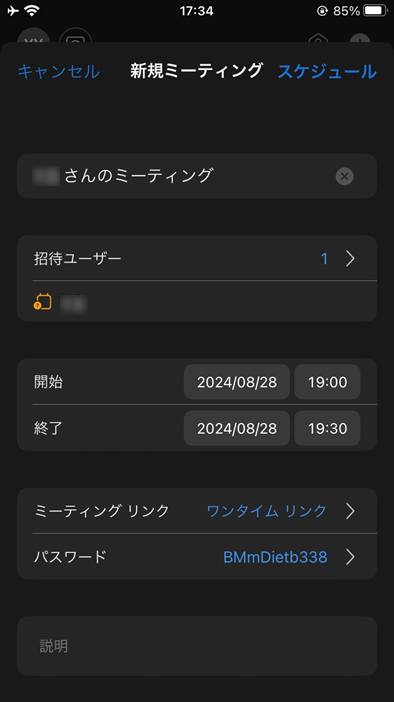 17:34
85%
キャンセル 新規ミーティング スケジュール
さんのミーティング
招待ユーザー 1
開始 2024/08/28 19:00
終了 2024/08/28 19:30
ミーティング リンク ワンタイム リンク
パスワード BMmDietb338
説明